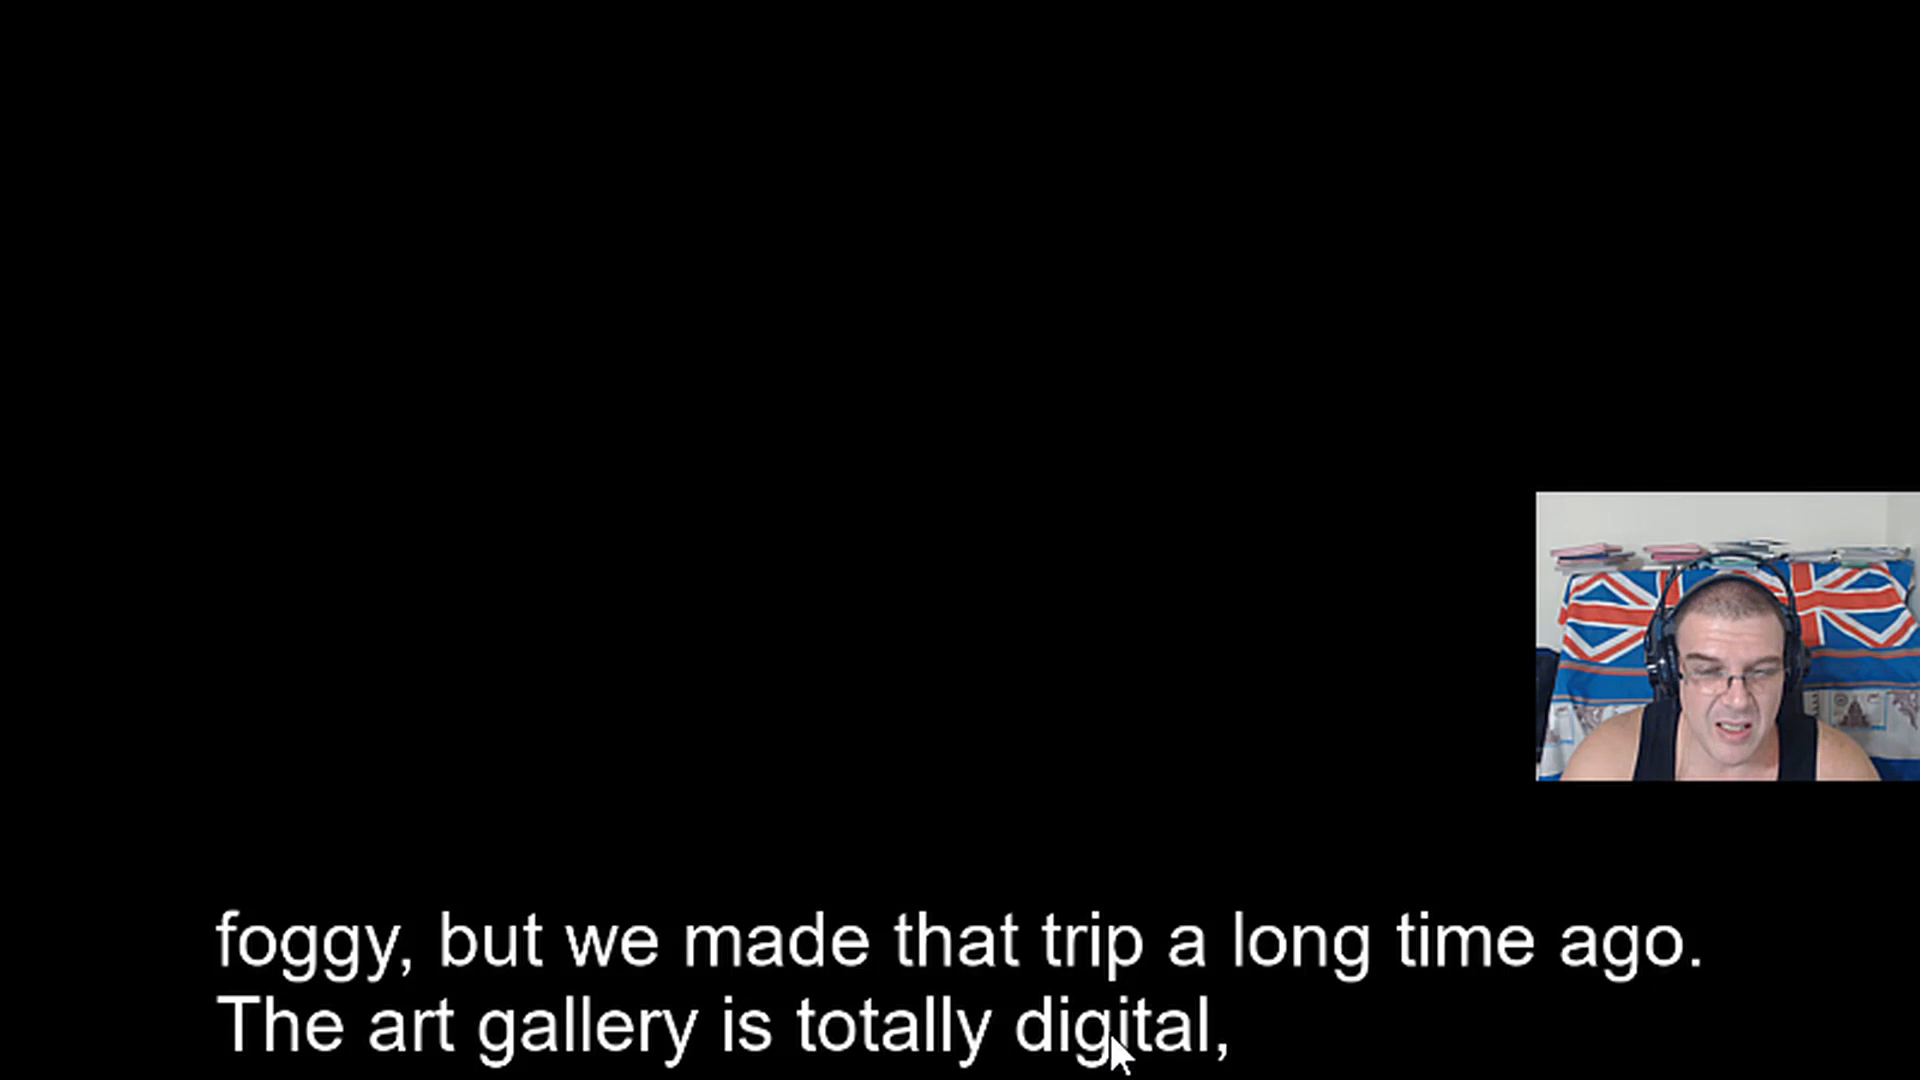 foggy, but we made that trip a long time ago.
The art gallery is totally digital,